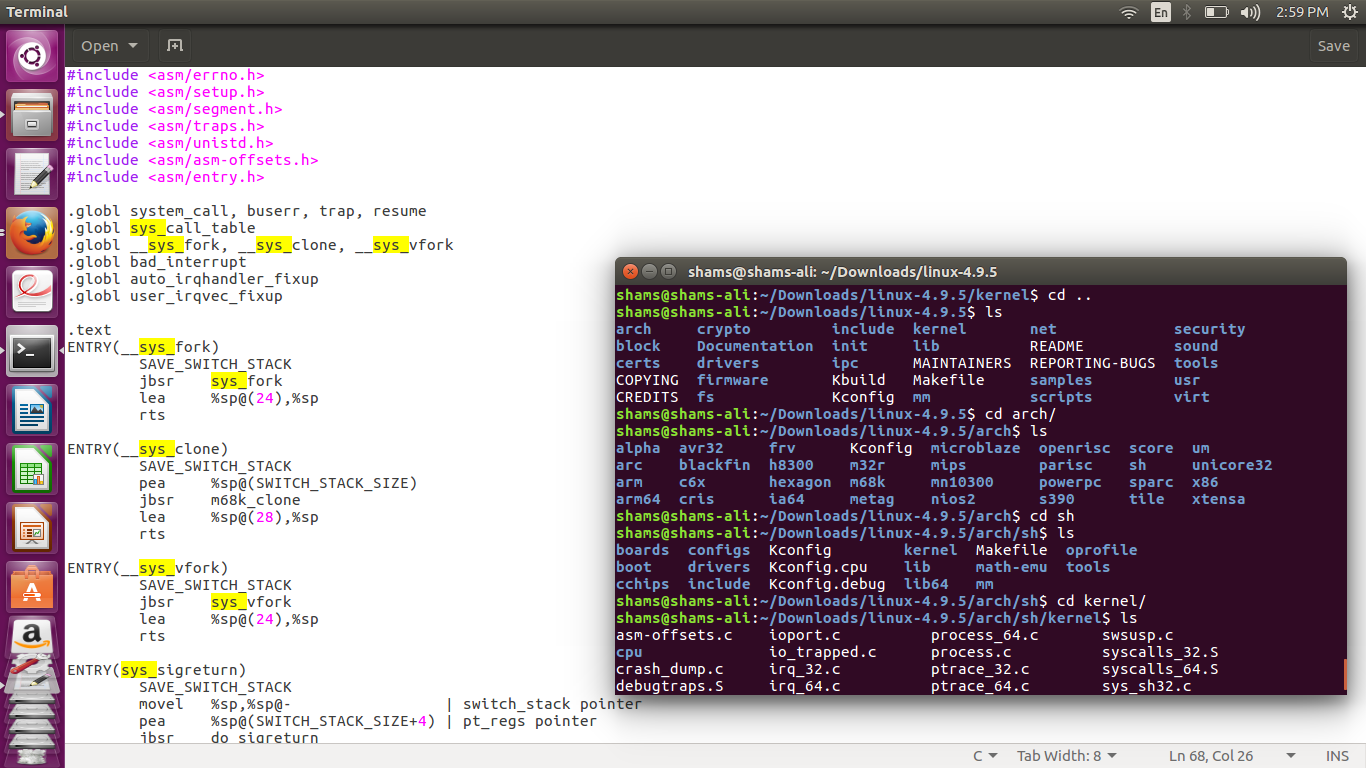 Terminal
En
2:59 PM
Open
Save
#include <asm/errno.h>
#include <asm/setup.h>
#include <asm/segment.h>
#include <asm/traps.h>
#include <asm/unistd.h>
#include <asm/asm-offsets.h>
#include <asm/entry.h>
.globl system_call, buserr, trap, resume
.globl sys_call_table
.globl __sys_fork, __sys_clone, __sys_vfork
.globl bad_interrupt
.globl auto_irqhandler_fixup
.globl user_irqvec_fixup
.text
ENTRY(__sys_fork)
SAVE_SWITCH_STACK
jbsr sys_fork
lea %sp@(24),%sp
rts
ENTRY(__sys_clone)
SAVE_SWITCH_STACK
pea %sp@(SWITCH_STACK_SIZE)
jbsr m68k_clone
lea %sp@(28),%sp
rts
ENTRY(__sys_vfork)
SAVE_SWITCH_STACK
jbsr sys_vfork
lea %sp@(24),%sp
rts
ENTRY(sys_sigreturn)
SAVE_SWITCH_STACK
movel %sp,%sp@- | switch_stack pointer
pea %sp@(SWITCH_STACK_SIZE+4) | pt_regs pointer
jbsr do_sigreturn
shams@shams-ali: ~/Downloads/linux-4.9.5
shams@shams-ali:~/Downloads/linux-4.9.5/kernel$ cd ..
shams@shams-ali:~/Downloads/linux-4.9.5$ ls
arch crypto include kernel net security
block Documentation init lib README sound
certs drivers ipc MAINTAINERS REPORTING-BUGS tools
COPYING firmware Kbuild Makefile samples usr
CREDITS fs Kconfig mm scripts virt
shams@shams-ali:~/Downloads/linux-4.9.5$ cd arch/
shams@shams-ali:~/Downloads/linux-4.9.5/arch$ ls
alpha avr32 frv Kconfig microblaze openrisc score um
arc blackfin h8300 m32r mips parisc sh unicore32
arm c6x hexagon m68k mn10300 powerpc sparc x86
arm64 cris ia64 metag nios2 s390 tile xtensa
shams@shams-ali:~/Downloads/linux-4.9.5/arch$ cd sh
shams@shams-ali:~/Downloads/linux-4.9.5/arch/sh$ ls
boards configs Kconfig kernel Makefile oprofile
boot drivers Kconfig.cpu lib math-emu tools
cchips include Kconfig.debug lib64 mm
shams@shams-ali:~/Downloads/linux-4.9.5/arch/sh$ cd kernel/
shams@shams-ali:~/Downloads/linux-4.9.5/arch/sh/kernel$ ls
asm-offsets.c ioport.c process_64.c swsusp.c
cpu io_trapped.c process.c syscalls_32.S
crash_dump.c irq_32.c ptrace_32.c syscalls_64.S
debugtraps.S irq_64.c ptrace_64.c sys_sh32.c
C
Tab Width: 8
Ln 68, Col 26
INS